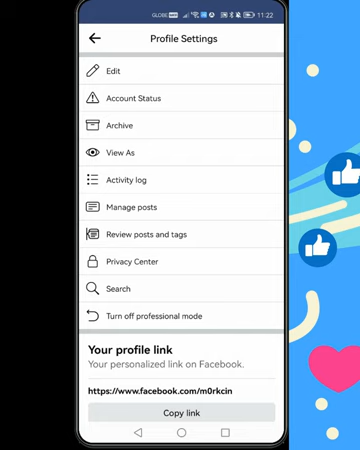 GLOBE 11:22
Profile Settings
Edit
Account Status
Archive
View As
Activity log
Manage posts
Review posts and tags
Privacy Center
Search
Turn off professional mode
Your profile link
Your personalized link on Facebook.
https://www.facebook.com/m0rkcin
Copy link